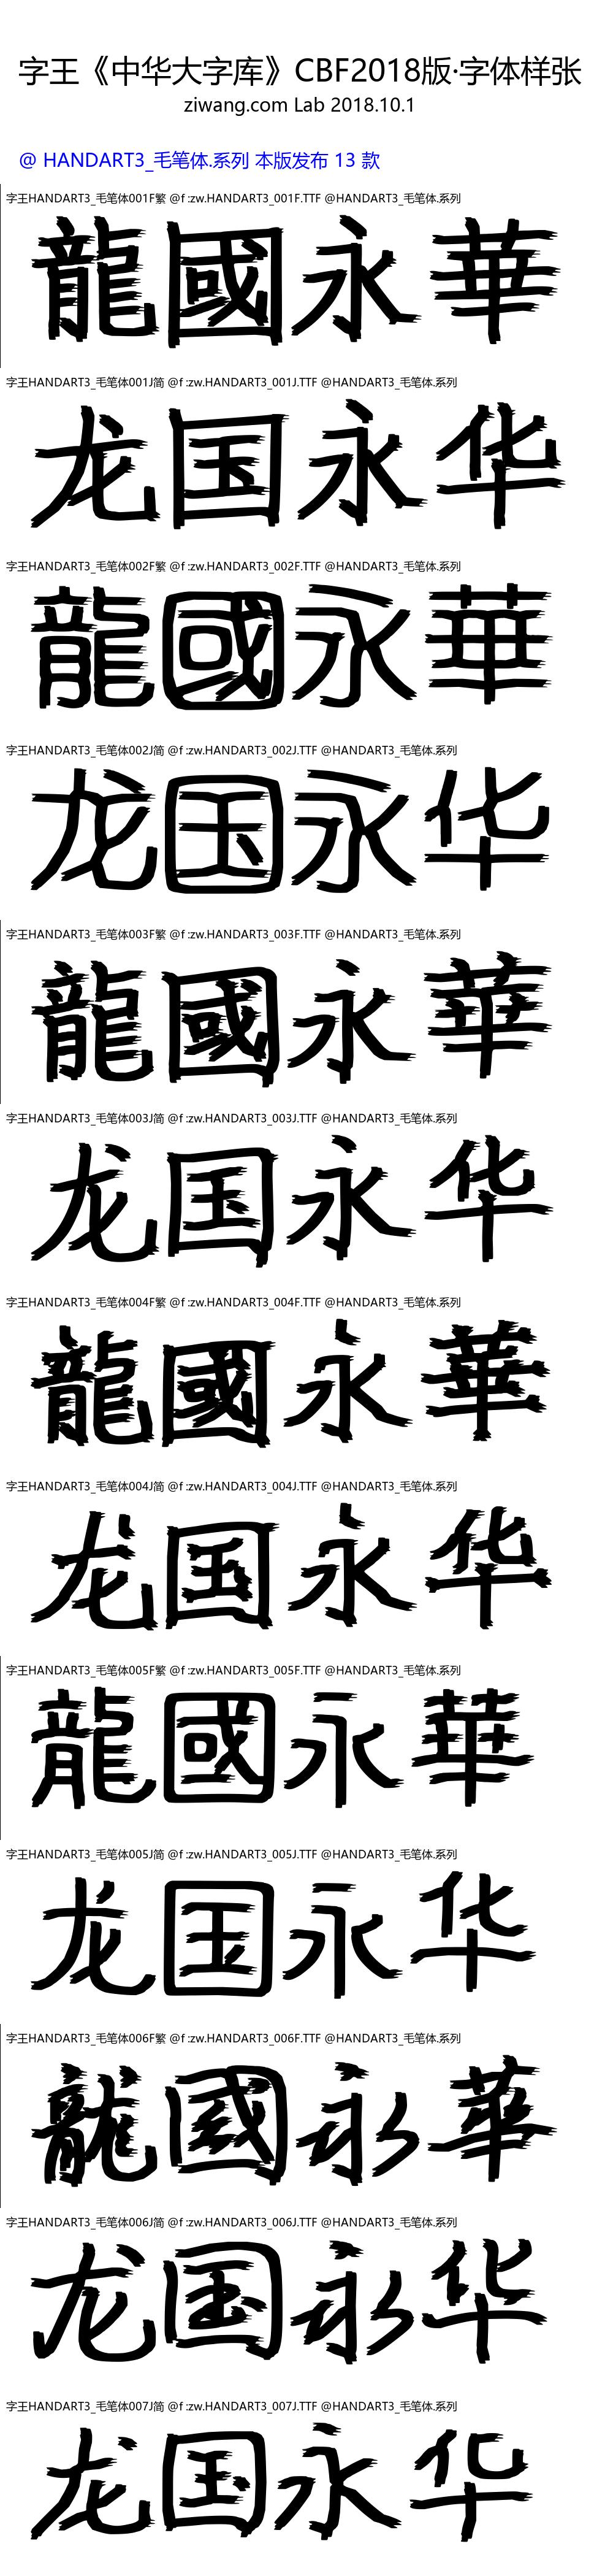 字王《中华大字库》CBF2018版·字体样张
ziwang.com Lab 2018.10.1
@ HANDART3_毛笔体.系列 本版发布 13 款
字王HANDART3_毛笔体001F繁 @f :zw.HANDART3_001F.TTF @HANDART3_毛笔体.系列
龍國永華
字王HANDART3_毛笔体001J简 @f :zw.HANDART3_001J.TTF @HANDART3_毛笔体.系列
龙国永华
字王HANDART3_毛笔体002F繁 @f :zw.HANDART3_002F.TTF @HANDART3_毛笔体.系列
龍國永華
字王HANDART3_毛笔体002J简 @f :zw.HANDART3_002J.TTF @HANDART3_毛笔体.系列
龙国永华
字王HANDART3_毛笔体003F繁 @f :zw.HANDART3_003F.TTF @HANDART3_毛笔体.系列
龍國永華
字王HANDART3_毛笔体003J简 @f :zw.HANDART3_003J.TTF @HANDART3_毛笔体.系列
龙国永华
字王HANDART3_毛笔体004F繁 @f :zw.HANDART3_004F.TTF @HANDART3_毛笔体.系列
龍國永華
字王HANDART3_毛笔体004J简 @f :zw.HANDART3_004J.TTF @HANDART3_毛笔体.系列
龙国永华
字王HANDART3_毛笔体005F繁 @f :zw.HANDART3_005F.TTF @HANDART3_毛笔体.系列
龍國永華
字王HANDART3_毛笔体005J简 @f :zw.HANDART3_005J.TTF @HANDART3_毛笔体.系列
龙国永华
字王HANDART3_毛笔体006F繁 @f :zw.HANDART3_006F.TTF @HANDART3_毛笔体.系列
龍國永華
字王HANDART3_毛笔体006J简 @f :zw.HANDART3_006J.TTF @HANDART3_毛笔体.系列
龙国永华
字王HANDART3_毛笔体007J简 @f :zw.HANDART3_007J.TTF @HANDART3_毛笔体.系列
龙国永华